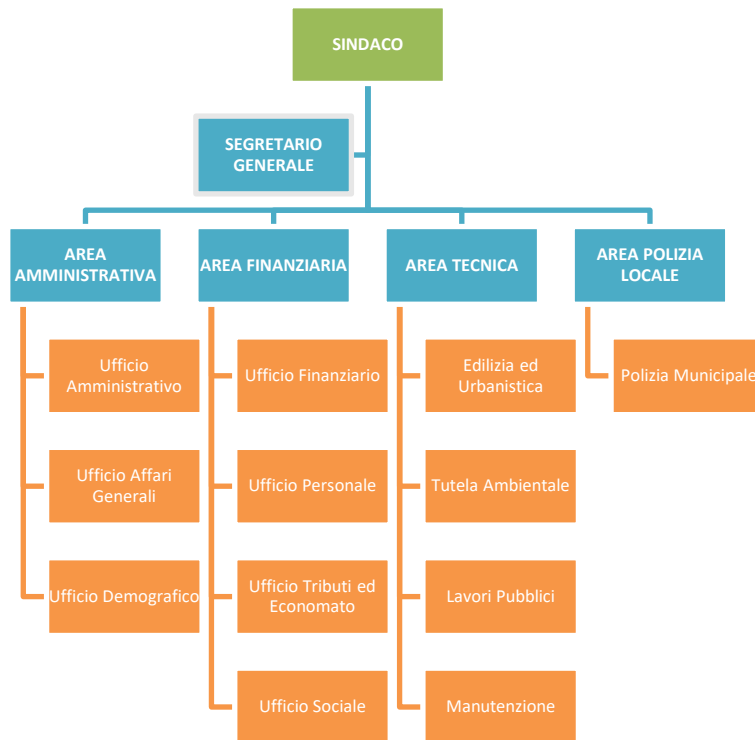 SINDACO
SEGRETARIO
GENERALE
AREA
AMMINISTRATIVA
Ufficio
Amministrativo
Ufficio Affari
Generali
Ufficio Demografico
AREA FINANZIARIA
Ufficio Finanziario
Ufficio Personale
Ufficio Tributi ed
Economato
Ufficio Sociale
AREA TECNICA
Edilizia ed
Urbanistica
Tutela Ambientale
Lavori Pubblici
Manutenzione
AREA POLIZIA
LOCALE
Polizia Municipale